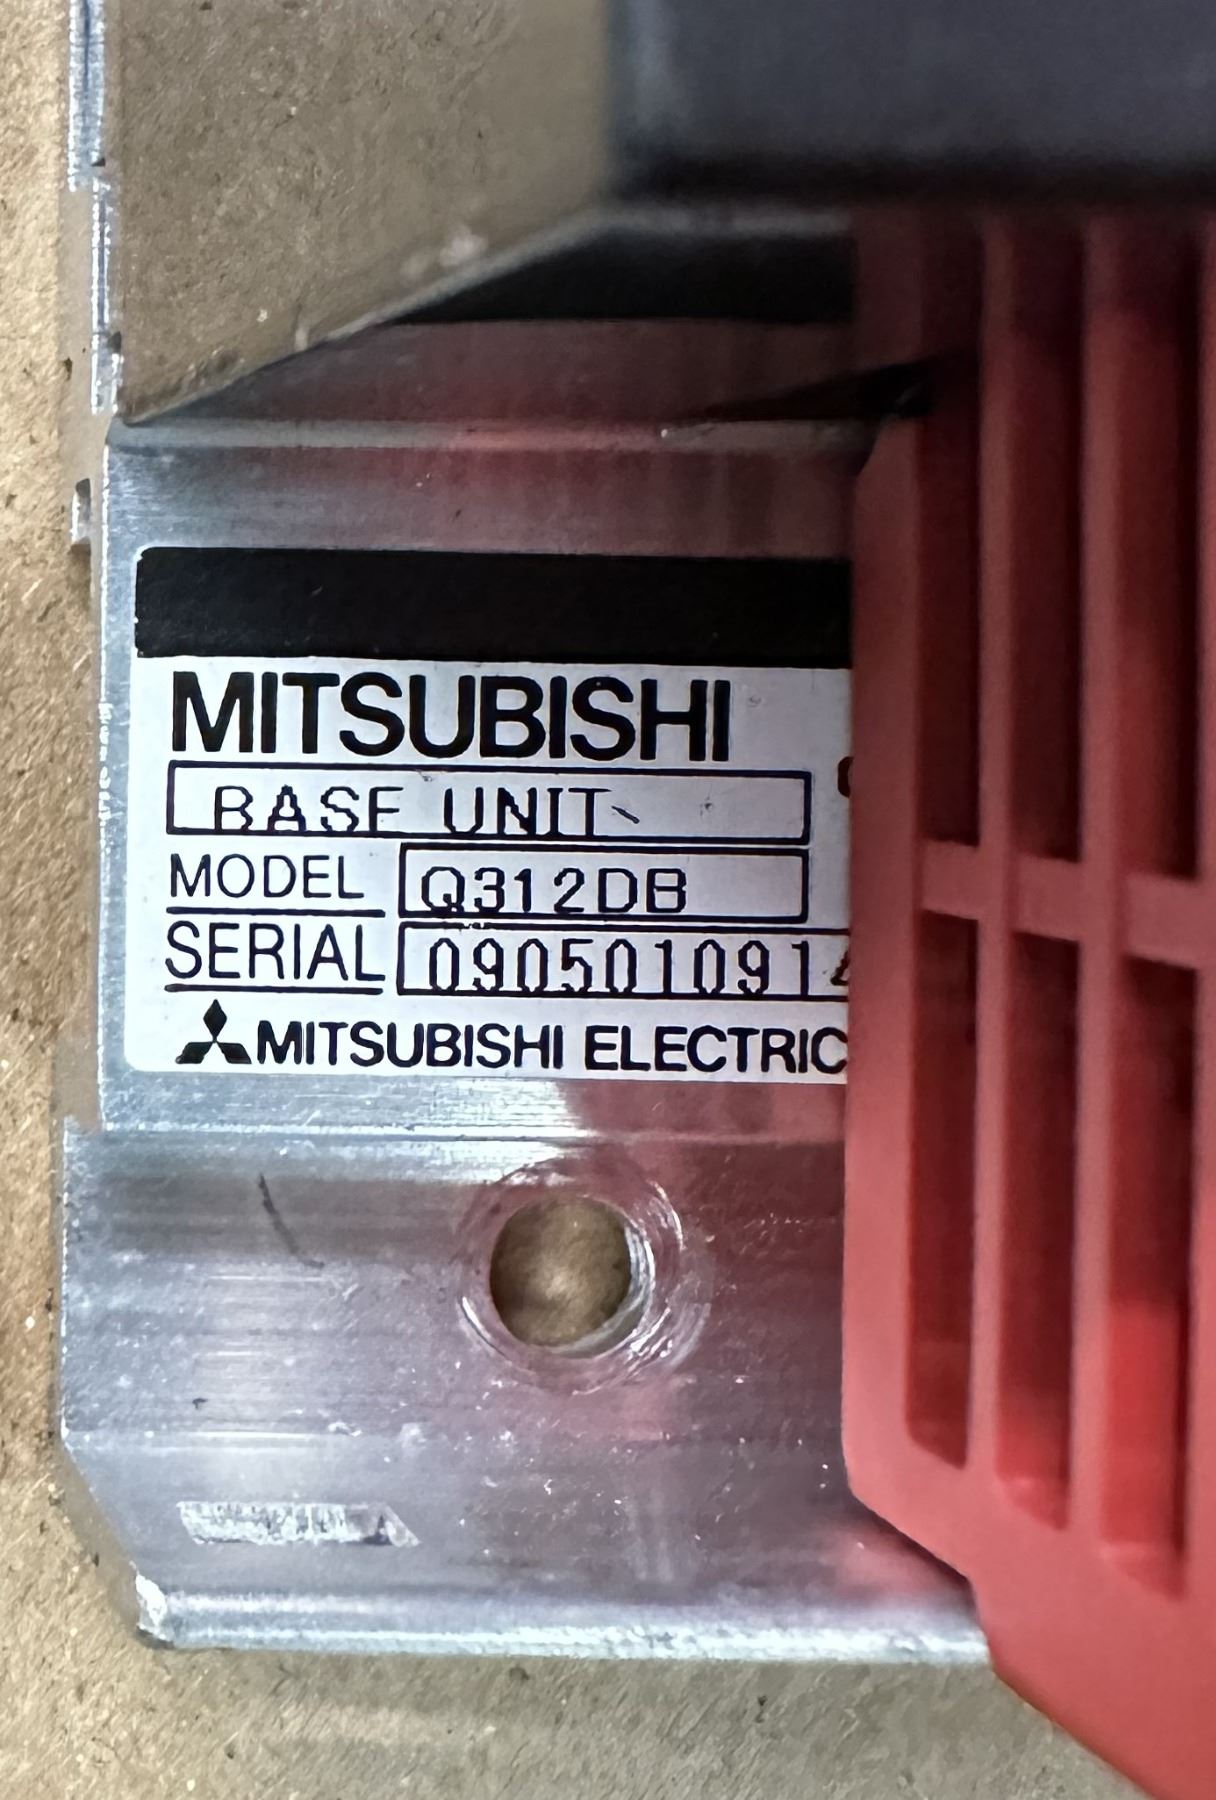 MITSUBISHI
BASE UNIT
MODEL Q312DB
SERIAL 0905010914
MITSUBISHI ELECTRIC